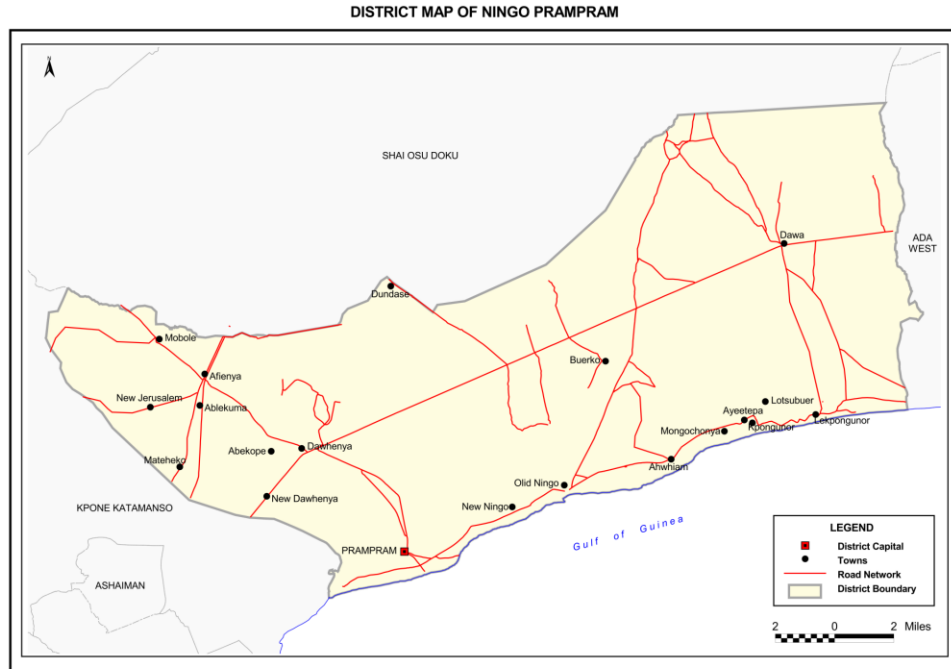 DISTRICT MAP OF NINGO PRAMPRAM
N
SHAI OSU DOKU
Dawa
ADA
WEST
Dundase
Mobole
Buerko
Afienya
New Jerusalem
Ablekuma
Lotsubuer
Ayeetepa
Lekpongunor
Kpongunor
Mongochonya
Abekope
Dawhenya
Mateheko
Ahwhiam
Olid Ningo
New Dawhenya
New Ningo
KPONE KATAMANSO
Gulf of Guinea
PRAMPRAM
ASHAIMAN
LEGEND
District Capital
Towns
Road Network
District Boundary
2 0 2 Miles